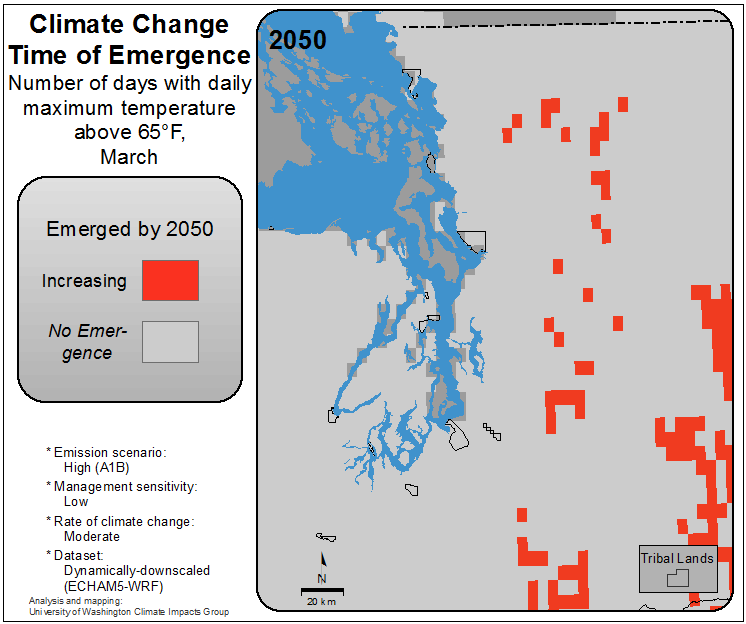 Climate Change
Time of Emergence
Number of days with daily
maximum temperature
above 65°F,
March
2050
Emerged by 2050
Increasing
No Emer-
gence
* Emission scenario:
High (A1B)
* Management sensitivity:
Low
* Rate of climate change:
Moderate
* Dataset:
Dynamically-downscaled
(ECHAM5-WRF)
Analysis and mapping:
University of Washington Climate Impacts Group
N
20 km
Tribal Lands